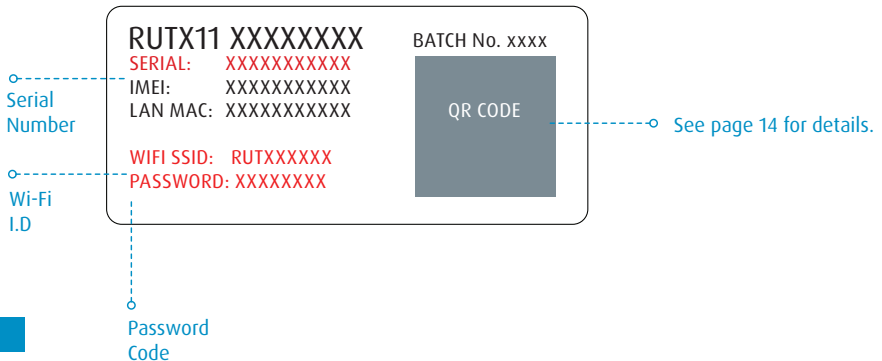 RUTX11 XXXXXXXX
BATCH No. xxxx
SERIAL: XXXXXXXXXXX
IMEI: XXXXXXXXXXX
LAN MAC: XXXXXXXXXXX
WIFI SSID: RUTXXXXXX
PASSWORD: XXXXXXXX
QR CODE
Serial
Number
Wi-Fi
I.D
Password
Code
See page 14 for details.